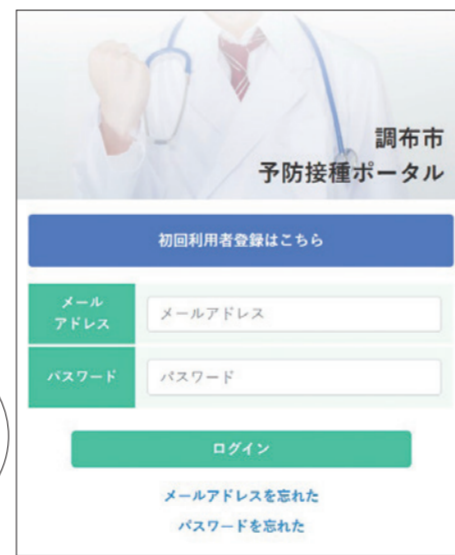 調布市
予防接種ポータル
初回利用者登録はこちら
メール
アドレス
メールアドレス
パスワード
パスワード
ログイン
メールアドレスを忘れた
パスワードを忘れた